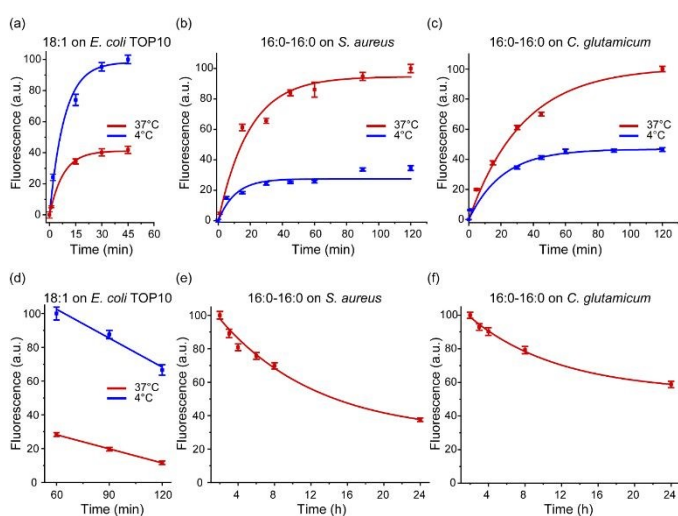 (a)
18:1 on E. coli TOP10
Fluorescence (a.u.)
100
80
60
40
20
0
37°C
4°C
0 15 30 45 60
Time (min)
(b)
16:0-16:0 on S. aureus
Fluorescence (a.u.)
100
80
60
40
20
0
37°C
4°C
0 20 40 60 80 100 120
Time (min)
(c)
16:0-16:0 on C. glutamicum
Fluorescence (a.u.)
100
80
60
40
20
0
37°C
4°C
0 20 40 60 80 100 120
Time (min)
(d)
18:1 on E. coli TOP10
Fluorescence (a.u.)
100
80
60
40
20
0
37°C
4°C
60 90 120
Time (min)
(e)
16:0-16:0 on S. aureus
Fluorescence (a.u.)
100
80
60
40
20
0
4 8 12 16 20 24
Time (h)
(f)
16:0-16:0 on C. glutamicum
Fluorescence (a.u.)
100
80
60
40
20
0
4 8 12 16 20 24
Time (h)